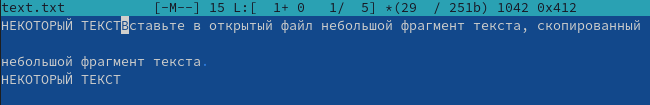 text.txt [-M--] 15 L:[ 1+ 0 1/ 5] *(29 / 251b) 1042 0x412
НЕКОТОРЫЙ ТЕКСТВставьте в открытый файл небольшой фрагмент текста, скопированный
небольшой фрагмент текста.
НЕКОТОРЫЙ ТЕКСТ